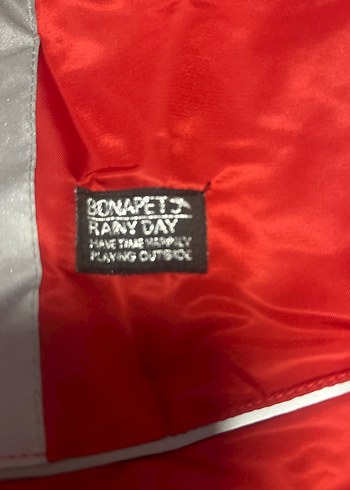 BONAPET
RAINY DAY
HAVE TIME HAPPILY
PLAYING OUTSIDE